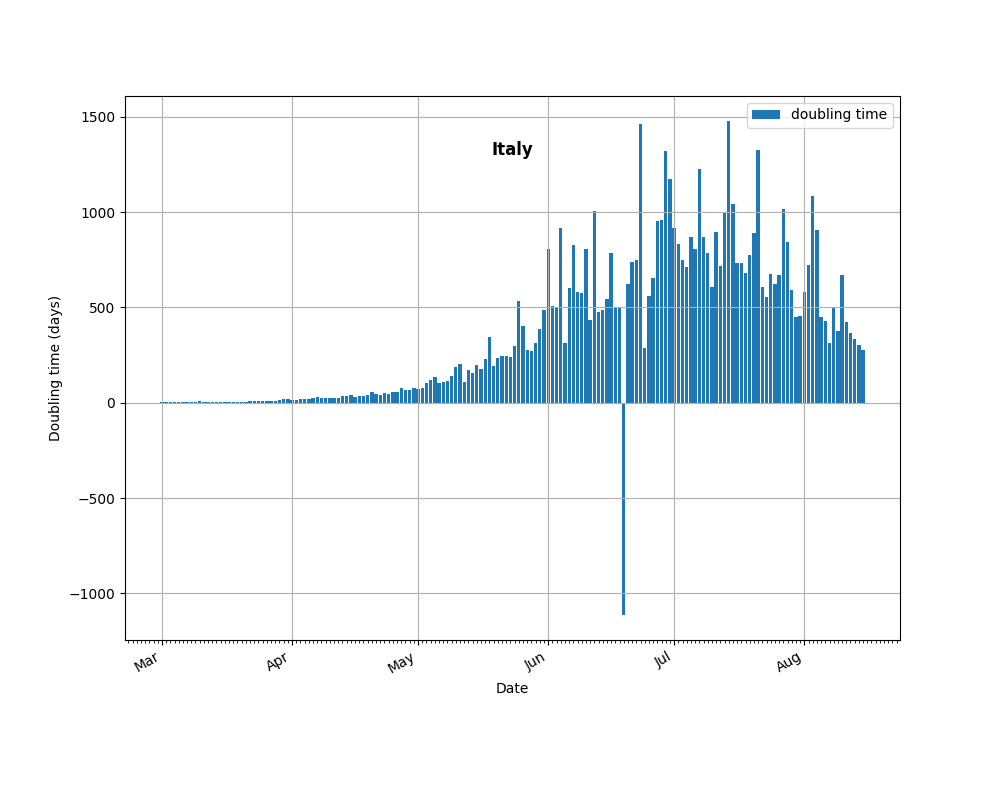 doubling time
Italy
1500
1000
500
0
−500
−1000
Doubling time (days)
Mar
Apr
May
Jun
Jul
Aug
Date